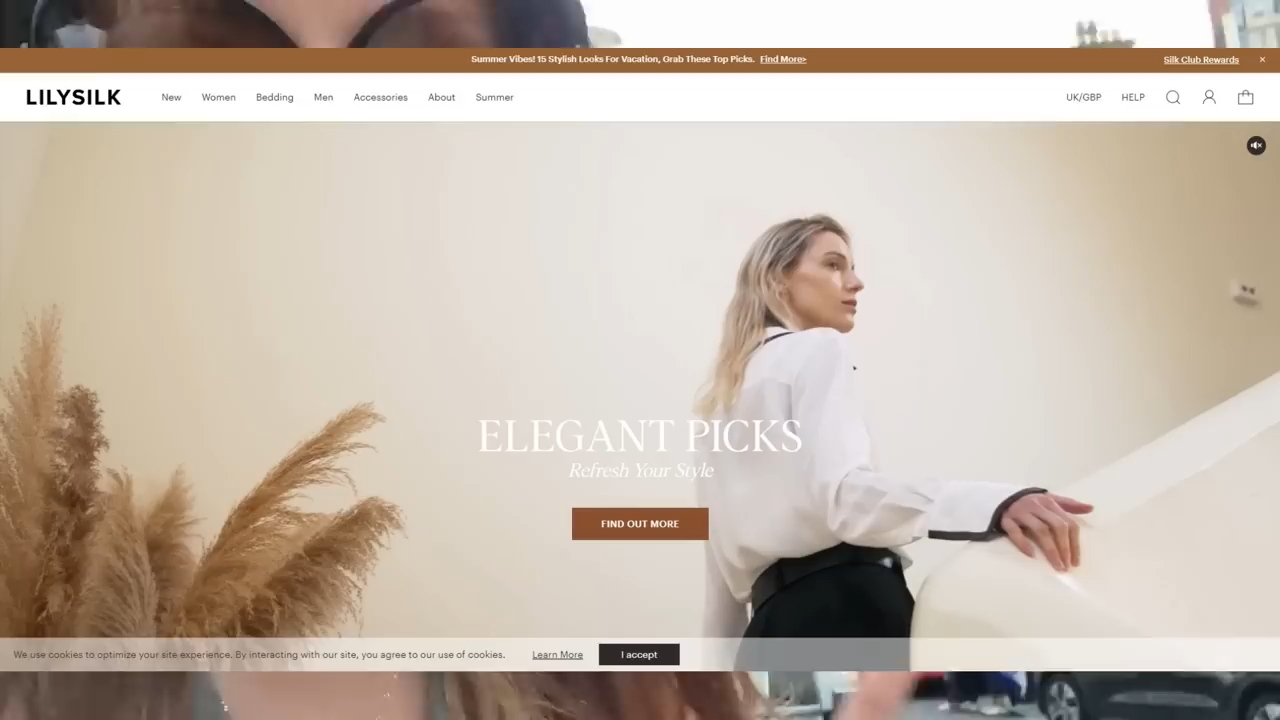 Summer Vibes! 15 Stylish Looks For Vacation, Grab These Top Picks. Find More>
Silk Club Rewards
LILYSILK
New Women Bedding Men Accessories About Summer
UK/GBP HELP
ELEGANT PICKS
Refresh Your Style
FIND OUT MORE
We use cookies to optimize your site experience. By interacting with our site, you agree to our use of cookies. Learn More I accept